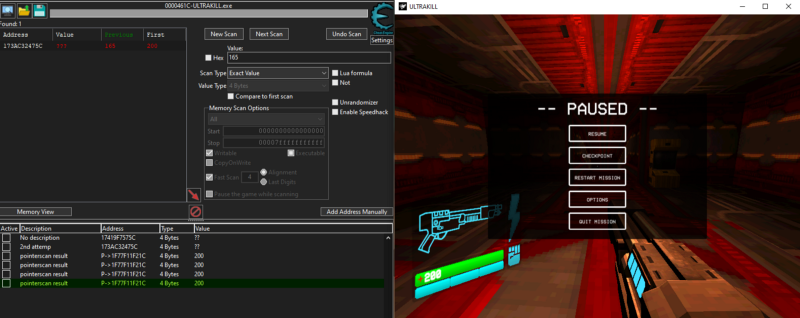 0000461C-ULTRAKILL.exe
Found: 1
Address Value Previous First
173AC32475C ??? 165 200
New Scan Next Scan Undo Scan
Settings
Value:
Hex 165
Scan Type Exact Value
Value Type 4 Bytes
Compare to first scan
Lua formula
Not
Unrandomizer
Enable Speedhack
Memory Scan Options
All
Start 0000000000000000
Stop 00007fffffffffff
Writable Executable
CopyOnWrite
Fast Scan 4 Alignment
Last Digits
Pause the game while scanning
Memory View Add Address Manually
Active Description Address Type Value
No description 17419F7575C 4 Bytes ??
2nd attemp 173AC32475C 4 Bytes ??
pointerscan result P->1F77F11F21C 4 Bytes 200
pointerscan result P->1F77F11F21C 4 Bytes 200
pointerscan result P->1F77F11F21C 4 Bytes 200
pointerscan result P->1F77F11F21C 4 Bytes 200
ULTRAKILL
-- PAUSED --
RESUME
CHECKPOINT
RESTART MISSION
OPTIONS
QUIT MISSION
200